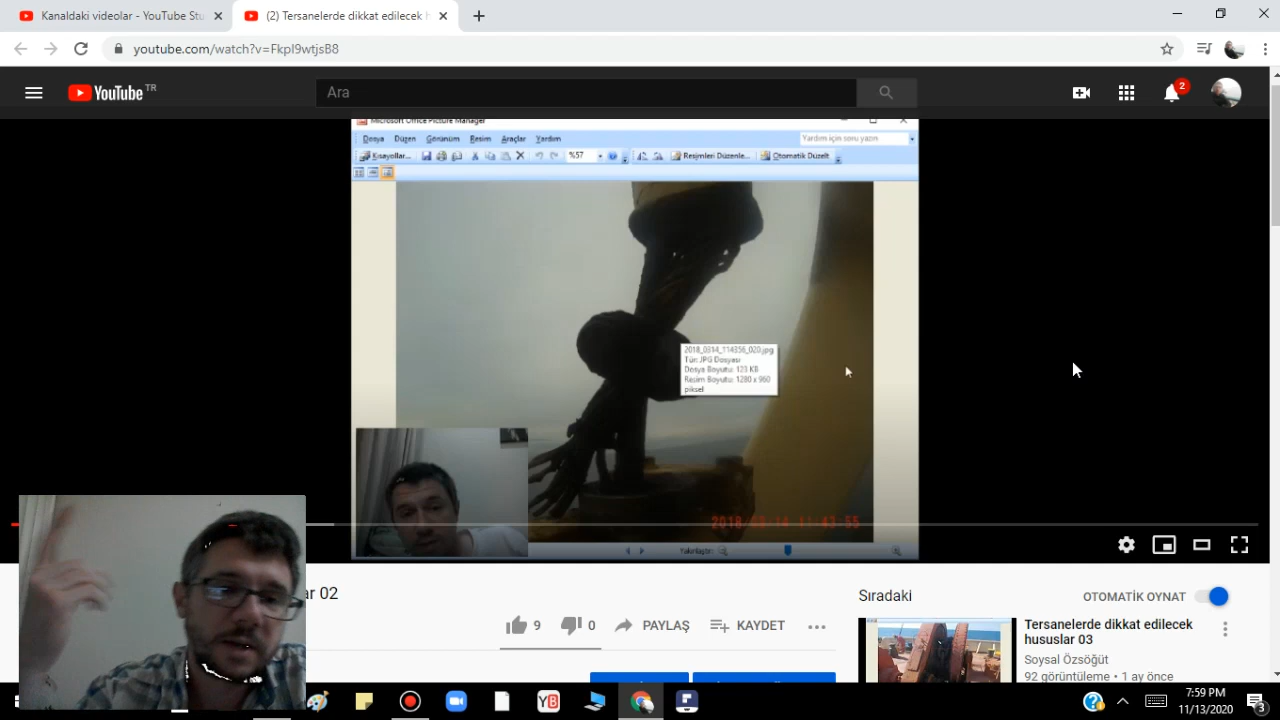 Kanaldaki videolar - YouTube Stu
(2) Tersanelerde dikkat edilecek h
youtube.com/watch?v=FkpI9wtjsB8
YouTube TR
Ara
2
Microsoft Office Picture Manager
Dosya Düzen Görünüm Resim Araçlar Yardım
Yardım için soru yazın
Kısayollar...
%57
Resimleri Düzenle...
Otomatik Düzelt
2018_0314_114356_020.jpg
Tür: JPG Dosyası
Dosya Boyutu: 123 KB
Resim Boyutu: 1280 x 960
piksel
2018 03 14 11:43:55
Yakınlaştır:
ar 02
9
0
PAYLAŞ
KAYDET
Sıradaki
OTOMATİK OYNAT
Tersanelerde dikkat edilecek
hususlar 03
Soysal Özsöğüt
92 görüntüleme • 1 ay önce
7:59 PM
11/13/2020
3